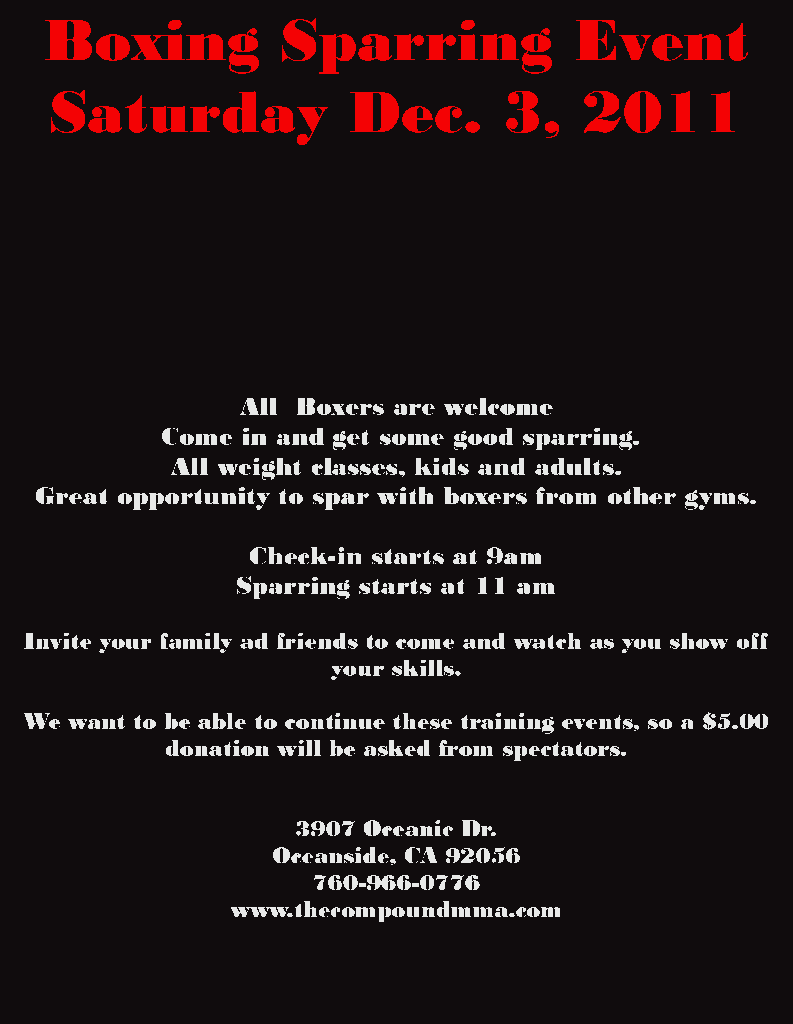 Boxing Sparring Event
Saturday Dec. 3, 2011
All Boxers are welcome
Come in and get some good sparring.
All weight classes, kids and adults.
Great opportunity to spar with boxers from other gyms.
Check-in starts at 9am
Sparring starts at 11 am
Invite your family ad friends to come and watch as you show off
your skills.
We want to be able to continue these training events, so a $5.00
donation will be asked from spectators.
3907 Oceanic Dr.
Oceanside, CA 92056
760-966-0776
www.thecompoundmma.com